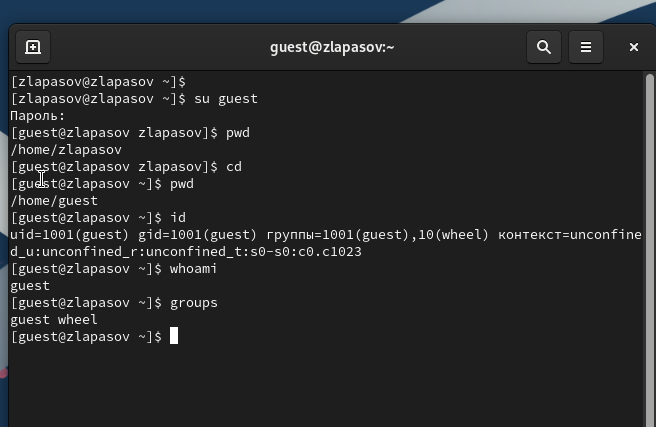 guest@zlapasov:~
[zlapasov@zlapasov ~]$
[zlapasov@zlapasov ~]$ su guest
Пароль:
[guest@zlapasov zlapasov]$ pwd
/home/zlapasov
[guest@zlapasov zlapasov]$ cd
[guest@zlapasov ~]$ pwd
/home/guest
[guest@zlapasov ~]$ id
uid=1001(guest) gid=1001(guest) группы=1001(guest),10(wheel) контекст=unconfine
d_u:unconfined_r:unconfined_t:s0-s0:c0.c1023
[guest@zlapasov ~]$ whoami
guest
[guest@zlapasov ~]$ groups
guest wheel
[guest@zlapasov ~]$